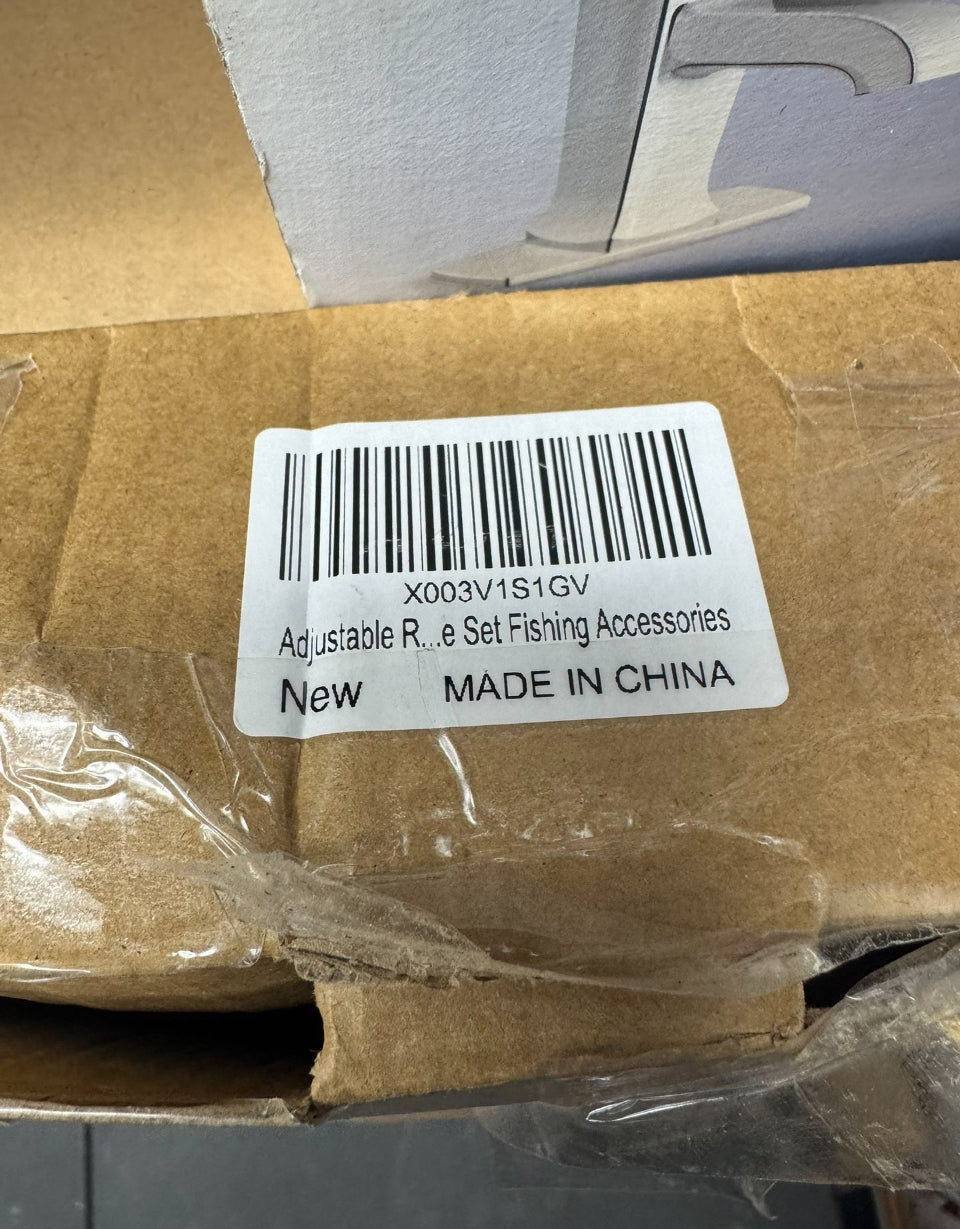 X003V1S1GV
Adjustable R...e Set Fishing Accessories
New MADE IN CHINA